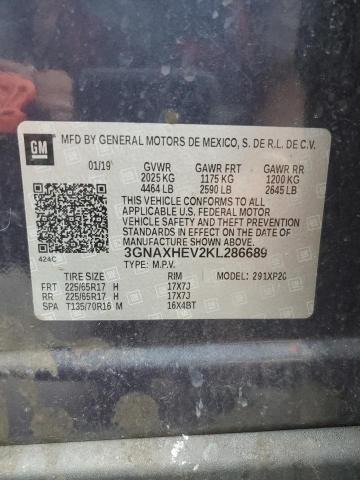 GM
MFD BY GENERAL MOTORS DE MEXICO, S. DE R.L. DE C.V.
01/19 GVWR GAWR FRT GAWR RR
2025 KG 1175 KG 1200 KG
4464 LB 2590 LB 2645 LB
THIS VEHICLE CONFORMS TO ALL
APPLICABLE U.S. FEDERAL MOTOR
VEHICLE SAFETY AND THEFT PREVENTION
STANDARDS IN EFFECT ON THE DATE OF
MANUFACTURE SHOWN ABOVE.
424C 3GNAXHEV2KL286689
TYPE: M.P.V. MODEL: 291XP26
TIRE SIZE RIM
FRT 225/65R17 H 17X7J
RR 225/65R17 H 17X7J
SPA T135/70R16 M 16X4BT